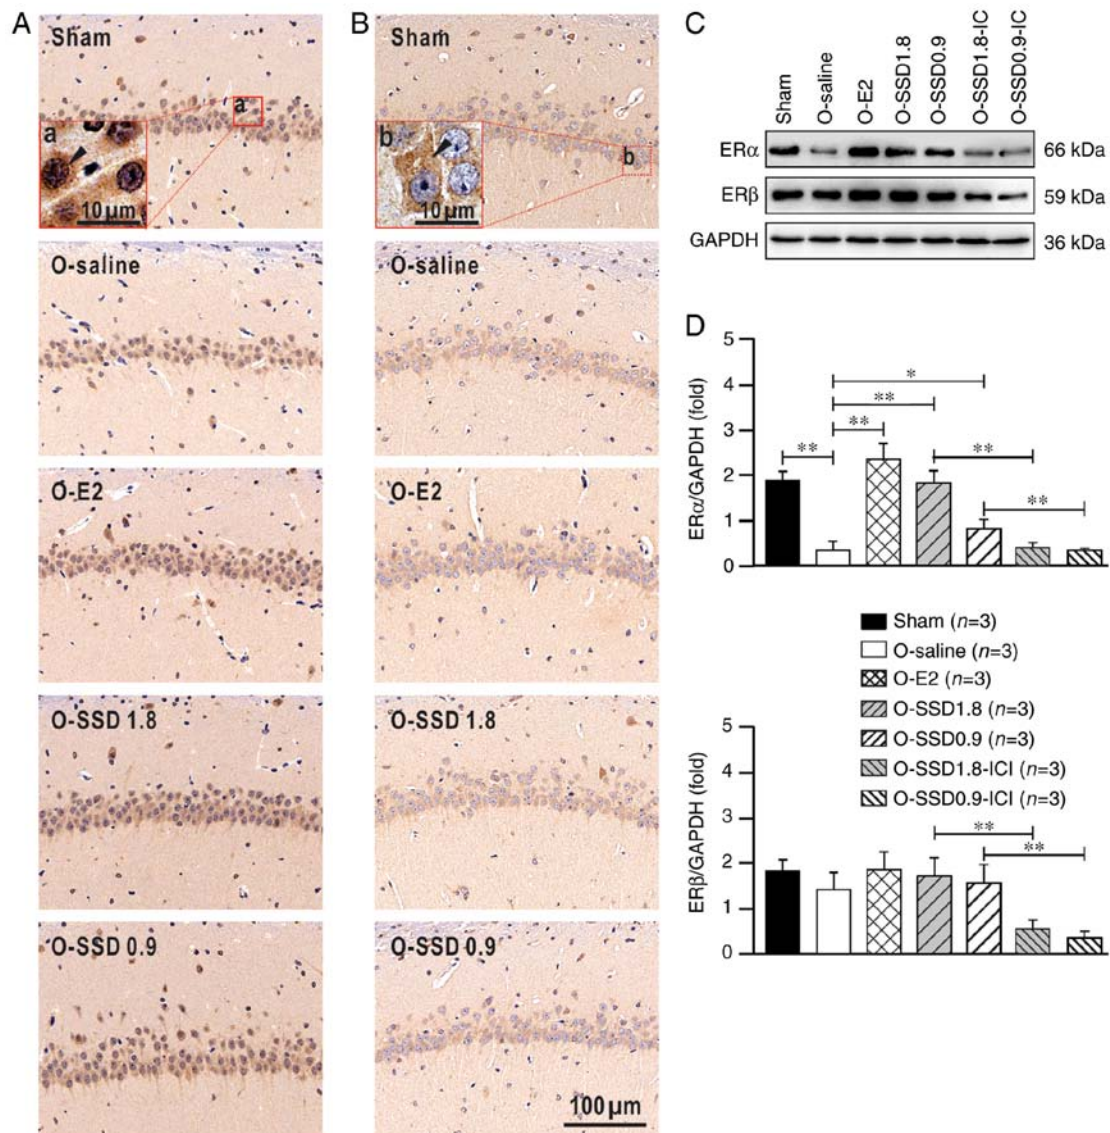 A
Sham
a
a
10 μm
O-saline
O-E2
O-SSD 1.8
O-SSD 0.9
B
Sham
b
b
10 μm
O-saline
O-E2
O-SSD 1.8
O-SSD 0.9
100 μm
C
Sham
O-saline
O-E2
O-SSD1.8
O-SSD0.9
O-SSD1.8-IC
O-SSD0.9-IC
ERα 66 kDa
ERβ 59 kDa
GAPDH 36 kDa
D
ERα/GAPDH (fold)
5
4
3
2
1
0
*
**
**
**
**
**
Sham (n=3)
O-saline (n=3)
O-E2 (n=3)
O-SSD1.8 (n=3)
O-SSD0.9 (n=3)
O-SSD1.8-ICI (n=3)
O-SSD0.9-ICI (n=3)
ERβ/GAPDH (fold)
5
4
3
2
1
0
**
**